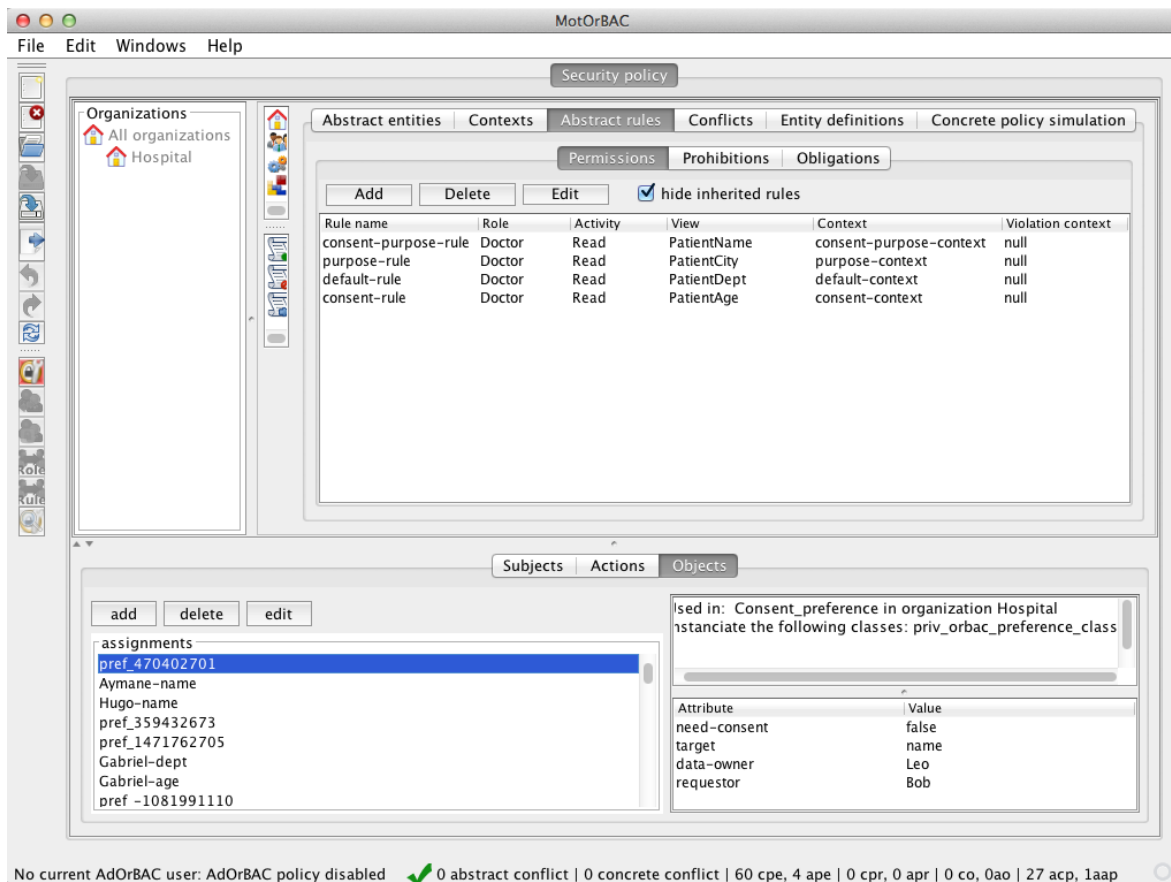 MotOrBAC
File Edit Windows Help
Security policy
Organizations
All organizations
Hospital
Abstract entities Contexts Abstract rules Conflicts Entity definitions Concrete policy simulation
Permissions Prohibitions Obligations
Add Delete Edit hide inherited rules
Rule name Role Activity View Context Violation context
consent-purpose-rule Doctor Read PatientName consent-purpose-context null
purpose-rule Doctor Read PatientCity purpose-context null
default-rule Doctor Read PatientDept default-context null
consent-rule Doctor Read PatientAge consent-context null
Role
Rule
Subjects Actions Objects
add delete edit
assignments
pref_470402701
Aymane-name
Hugo-name
pref_359432673
pref_1471762705
Gabriel-dept
Gabriel-age
pref -1081991110
Ised in: Consent_preference in organization Hospital
nstanciate the following classes: priv_orbac_preference_class
Attribute Value
need-consent false
target name
data-owner Leo
requestor Bob
No current AdOrBAC user: AdOrBAC policy disabled 0 abstract conflict | 0 concrete conflict | 60 cpe, 4 ape | 0 cpr, 0 apr | 0 co, 0ao | 27 acp, 1aap